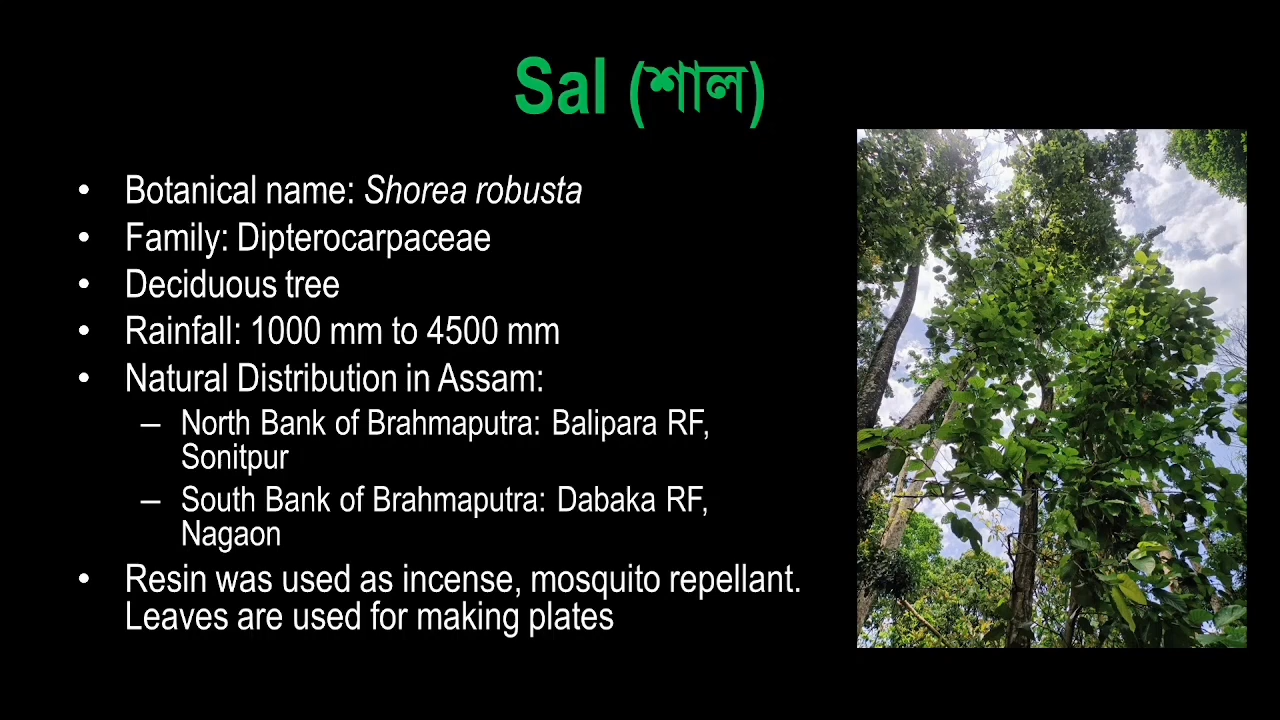 Sal (শাল)
• Botanical name: Shorea robusta
• Family: Dipterocarpaceae
• Deciduous tree
• Rainfall: 1000 mm to 4500 mm
• Natural Distribution in Assam:
– North Bank of Brahmaputra: Balipara RF,
Sonitpur
– South Bank of Brahmaputra: Dabaka RF,
Nagaon
• Resin was used as incense, mosquito repellant.
Leaves are used for making plates